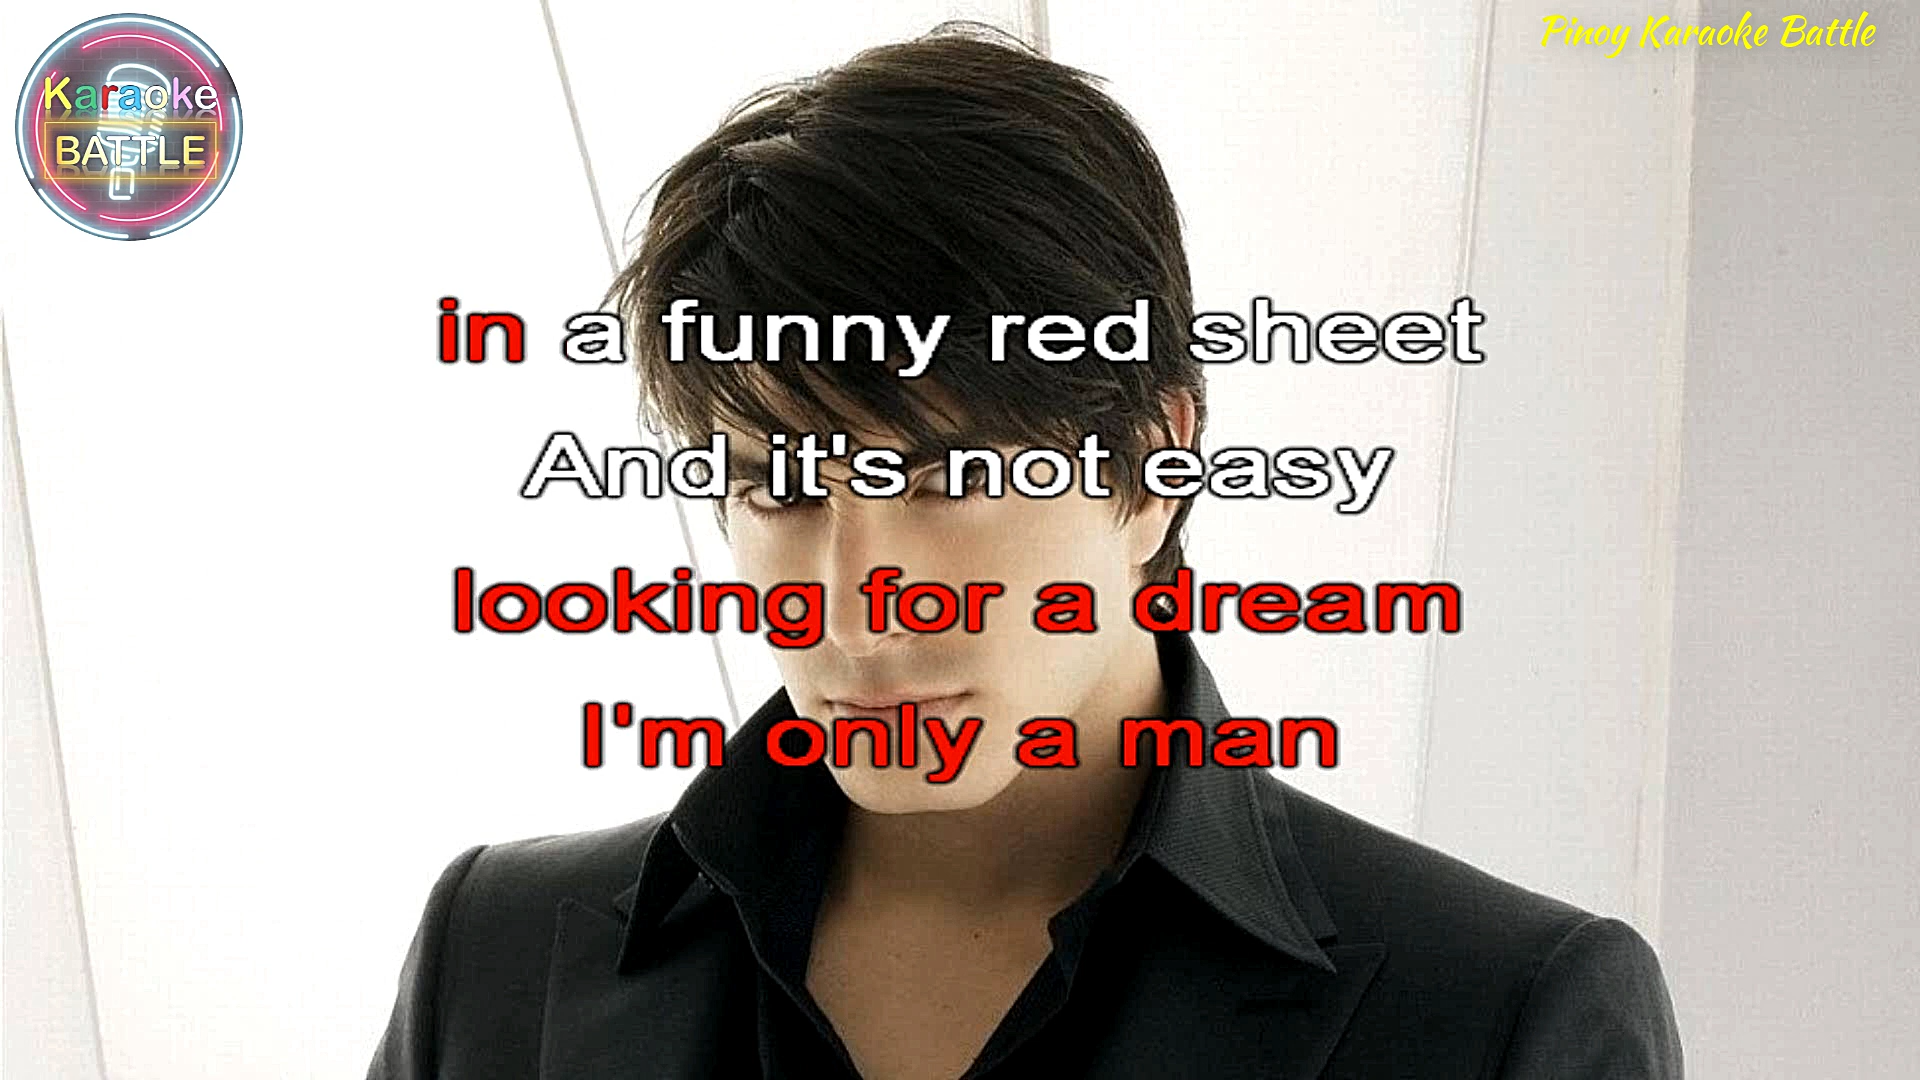 Karaoke
BATTLE
Pinoy Karaoke Battle
in a funny red sheet
And it's not easy
looking for a dream
I'm only a man